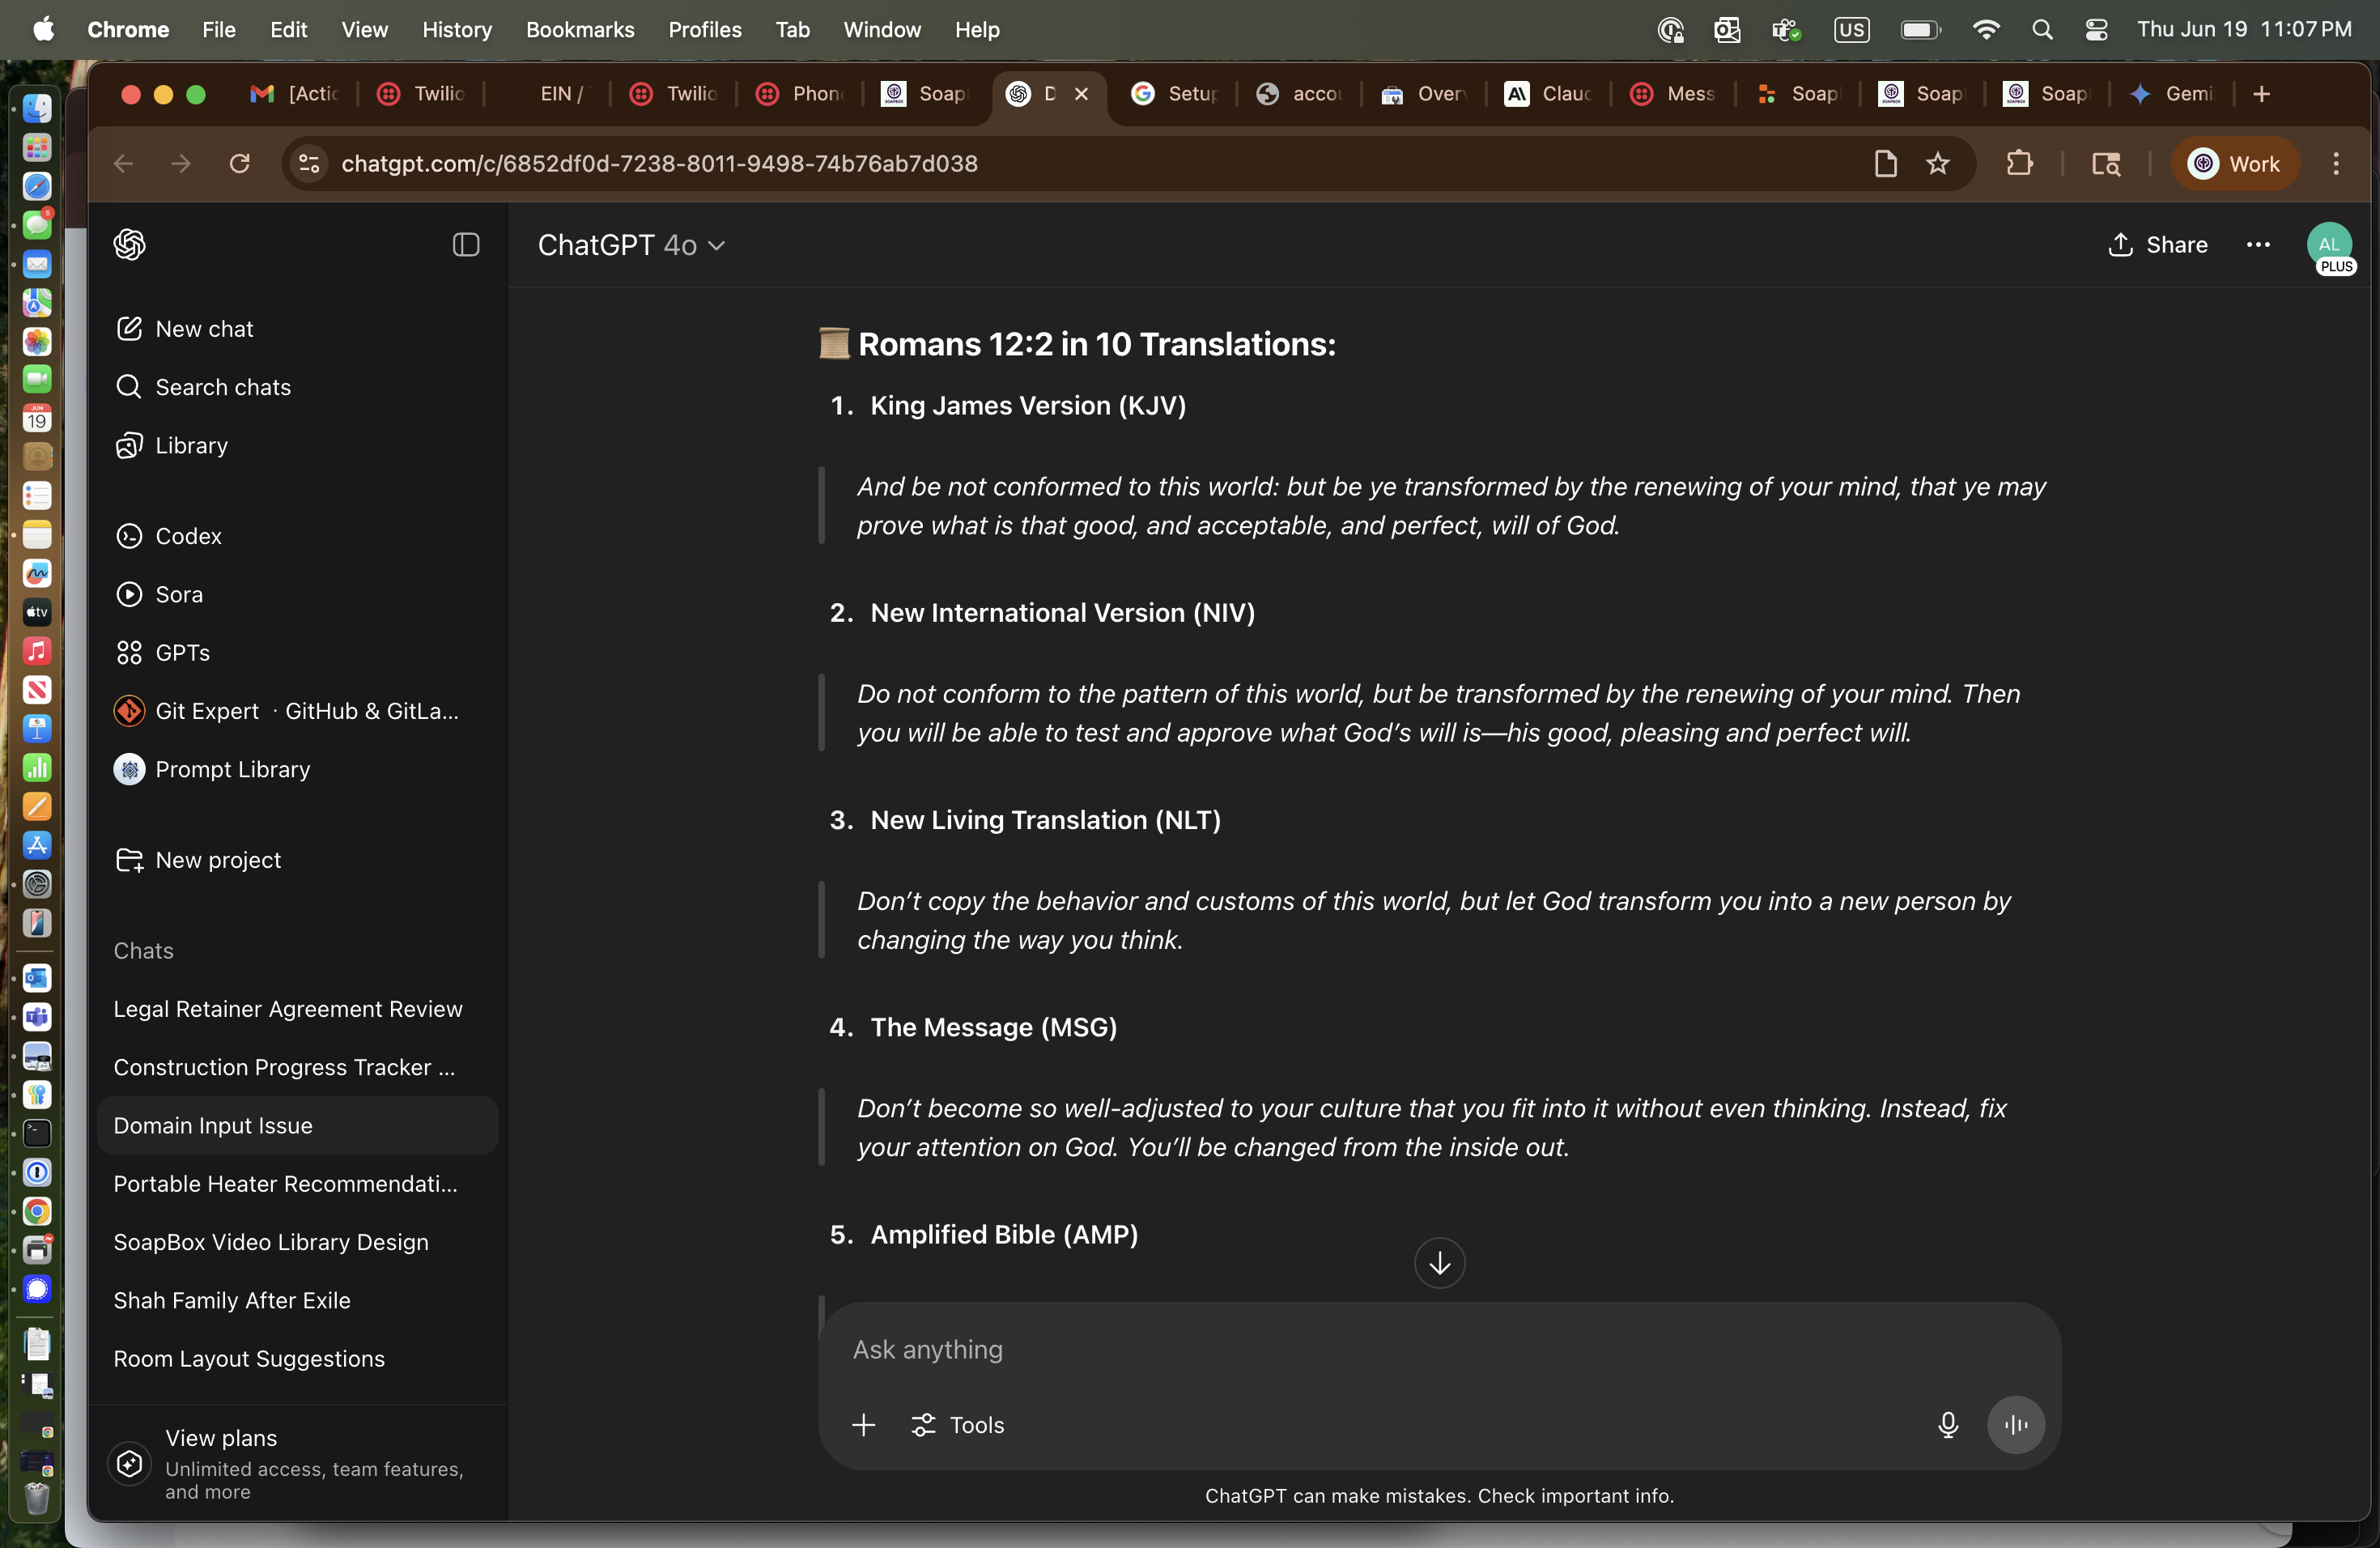 Chrome File Edit View History Bookmarks Profiles Tab Window Help US Thu Jun 19 11:07 PM
[Actic Twilio EIN / Twilio Phon Soap D Setup accou Over Claud Mess Soap Soap Soap Gemi
chatgpt.com/c/6852df0d-7238-8011-9498-74b76ab7d038 Work
ChatGPT 4o Share AL
PLUS
New chat
Search chats
Library
Codex
Sora
GPTs
Git Expert · GitHub & GitLa...
Prompt Library
New project
Chats
Legal Retainer Agreement Review
Construction Progress Tracker ...
Domain Input Issue
Portable Heater Recommendati...
SoapBox Video Library Design
Shah Family After Exile
Room Layout Suggestions
View plans
Unlimited access, team features,
and more
Romans 12:2 in 10 Translations:
1. King James Version (KJV)
And be not conformed to this world: but be ye transformed by the renewing of your mind, that ye may
prove what is that good, and acceptable, and perfect, will of God.
2. New International Version (NIV)
Do not conform to the pattern of this world, but be transformed by the renewing of your mind. Then
you will be able to test and approve what God’s will is—his good, pleasing and perfect will.
3. New Living Translation (NLT)
Don’t copy the behavior and customs of this world, but let God transform you into a new person by
changing the way you think.
4. The Message (MSG)
Don’t become so well-adjusted to your culture that you fit into it without even thinking. Instead, fix
your attention on God. You’ll be changed from the inside out.
5. Amplified Bible (AMP)
Ask anything
Tools
ChatGPT can make mistakes. Check important info.
JUN
19
tv